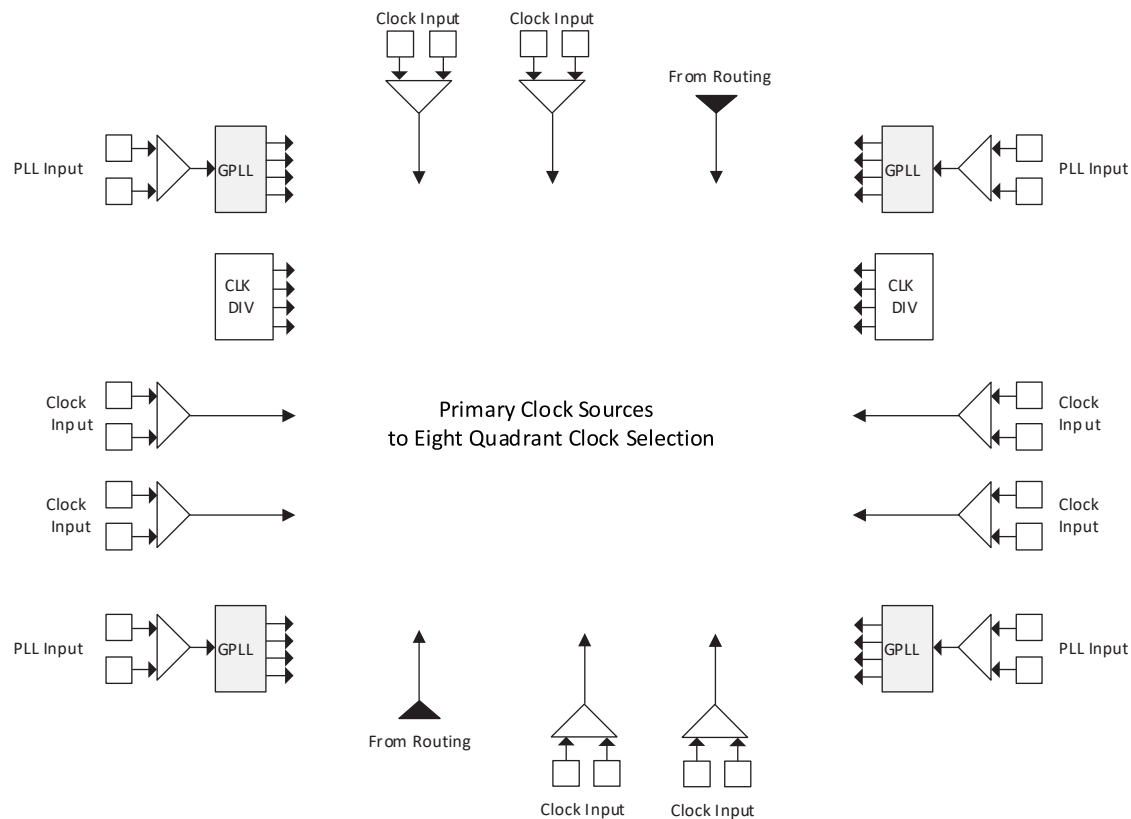 Clock Input
Clock Input
From Routing
PLL Input
GPLL
GPLL
PLL Input
CLK
DIV
CLK
DIV
Clock
Input
Primary Clock Sources
to Eight Quadrant Clock Selection
Clock
Input
Clock
Input
Clock
Input
PLL Input
GPLL
GPLL
PLL Input
From Routing
Clock Input
Clock Input